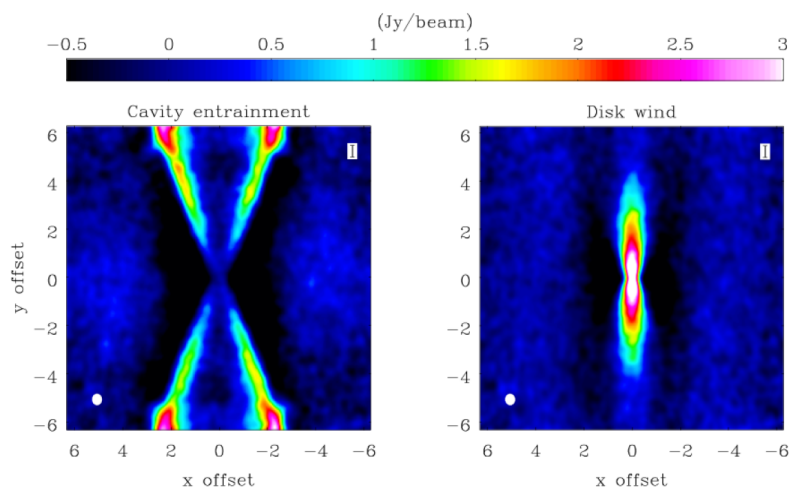 (Jy/beam)
−0.5 0 0.5 1 1.5 2 2.5 3
Cavity entrainment
Disk wind
I
I
6
4
2
0
−2
−4
−6
y offset
6 4 2 0 −2 −4 −6
x offset
6
4
2
0
−2
−4
−6
6 4 2 0 −2 −4 −6
x offset